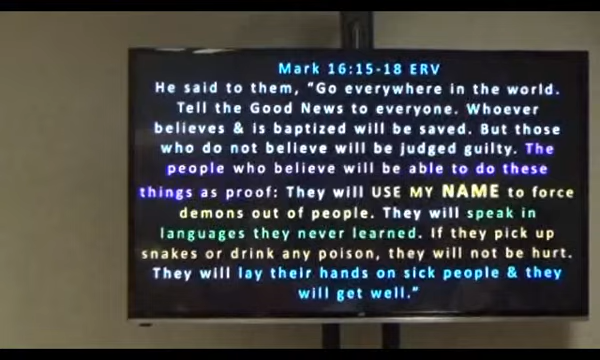 Mark 16:15-18 ERV
He said to them, “Go everywhere in the world.
Tell the Good News to everyone. Whoever
believes & is baptized will be saved. But those
who do not believe will be judged guilty. The
people who believe will be able to do these
things as proof: They will USE MY NAME to force
demons out of people. They will speak in
languages they never learned. If they pick up
snakes or drink any poison, they will not be hurt.
They will lay their hands on sick people & they
will get well.”